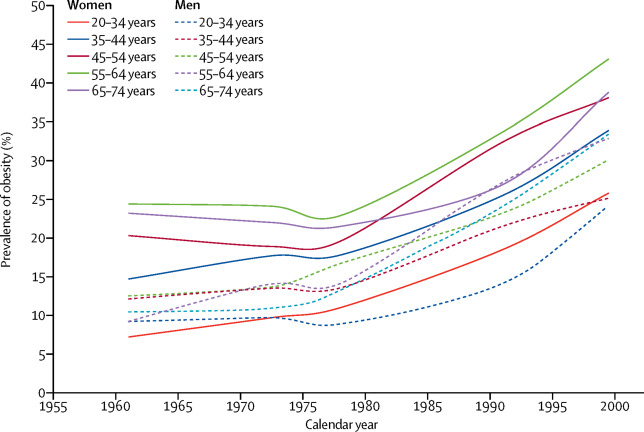 Women Men
20–34 years 20–34 years
35–44 years 35–44 years
45–54 years 45–54 years
55–64 years 55–64 years
65–74 years 65–74 years
Prevalence of obesity (%)
50
45
40
35
30
25
20
15
10
5
0
1955 1960 1965 1970 1975 1980 1985 1990 1995 2000
Calendar year